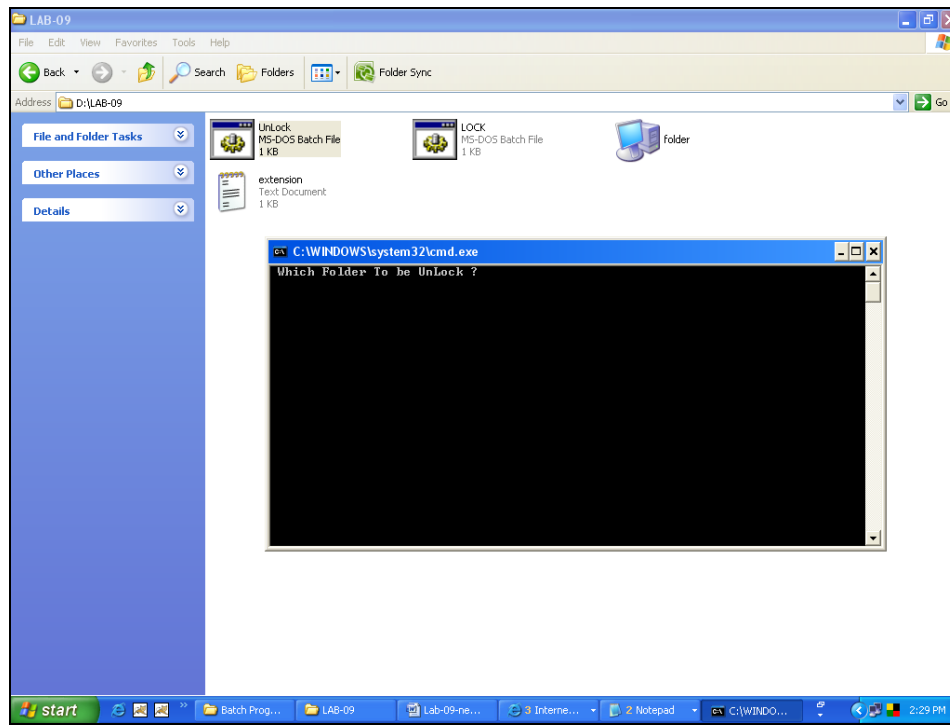 LAB-09
File Edit View Favorites Tools Help
Back Search Folders Folder Sync
Address D:\LAB-09 Go
File and Folder Tasks
Other Places
Details
UnLock
MS-DOS Batch File
1 KB
LOCK
MS-DOS Batch File
1 KB
folder
extension
Text Document
1 KB
C:\WINDOWS\system32\cmd.exe
Which Folder To be UnLock ?
start Batch Prog... LAB-09 Lab-09-ne... 3 Interne... 2 Notepad C:\WINDO... 2:29 PM